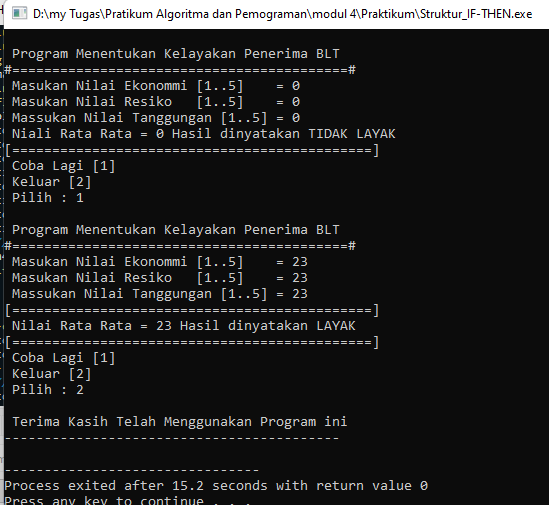 D:\my Tugas\Pratikum Algoritma dan Pemograman\modul 4\Praktikum\Struktur_IF-THEN.exe
Program Menentukan Kelayakan Penerima BLT
#==========================================#
Masukan Nilai Ekonommi [1..5]    = 0
Masukan Nilai Resiko   [1..5]    = 0
Massukan Nilai Tanggungan [1..5] = 0
Niali Rata Rata = 0 Hasil dinyatakan TIDAK LAYAK
[=============================================]
Coba Lagi [1]
Keluar [2]
Pilih : 1
Program Menentukan Kelayakan Penerima BLT
#==========================================#
Masukan Nilai Ekonommi [1..5]    = 23
Masukan Nilai Resiko   [1..5]    = 23
Massukan Nilai Tanggungan [1..5] = 23
[=============================================]
Nilai Rata Rata = 23 Hasil dinyatakan LAYAK
[=============================================]
Coba Lagi [1]
Keluar [2]
Pilih : 2
Terima Kasih Telah Menggunakan Program ini
------------------------------------------
--------------------------------
Process exited after 15.2 seconds with return value 0
Press any key to continue . . .